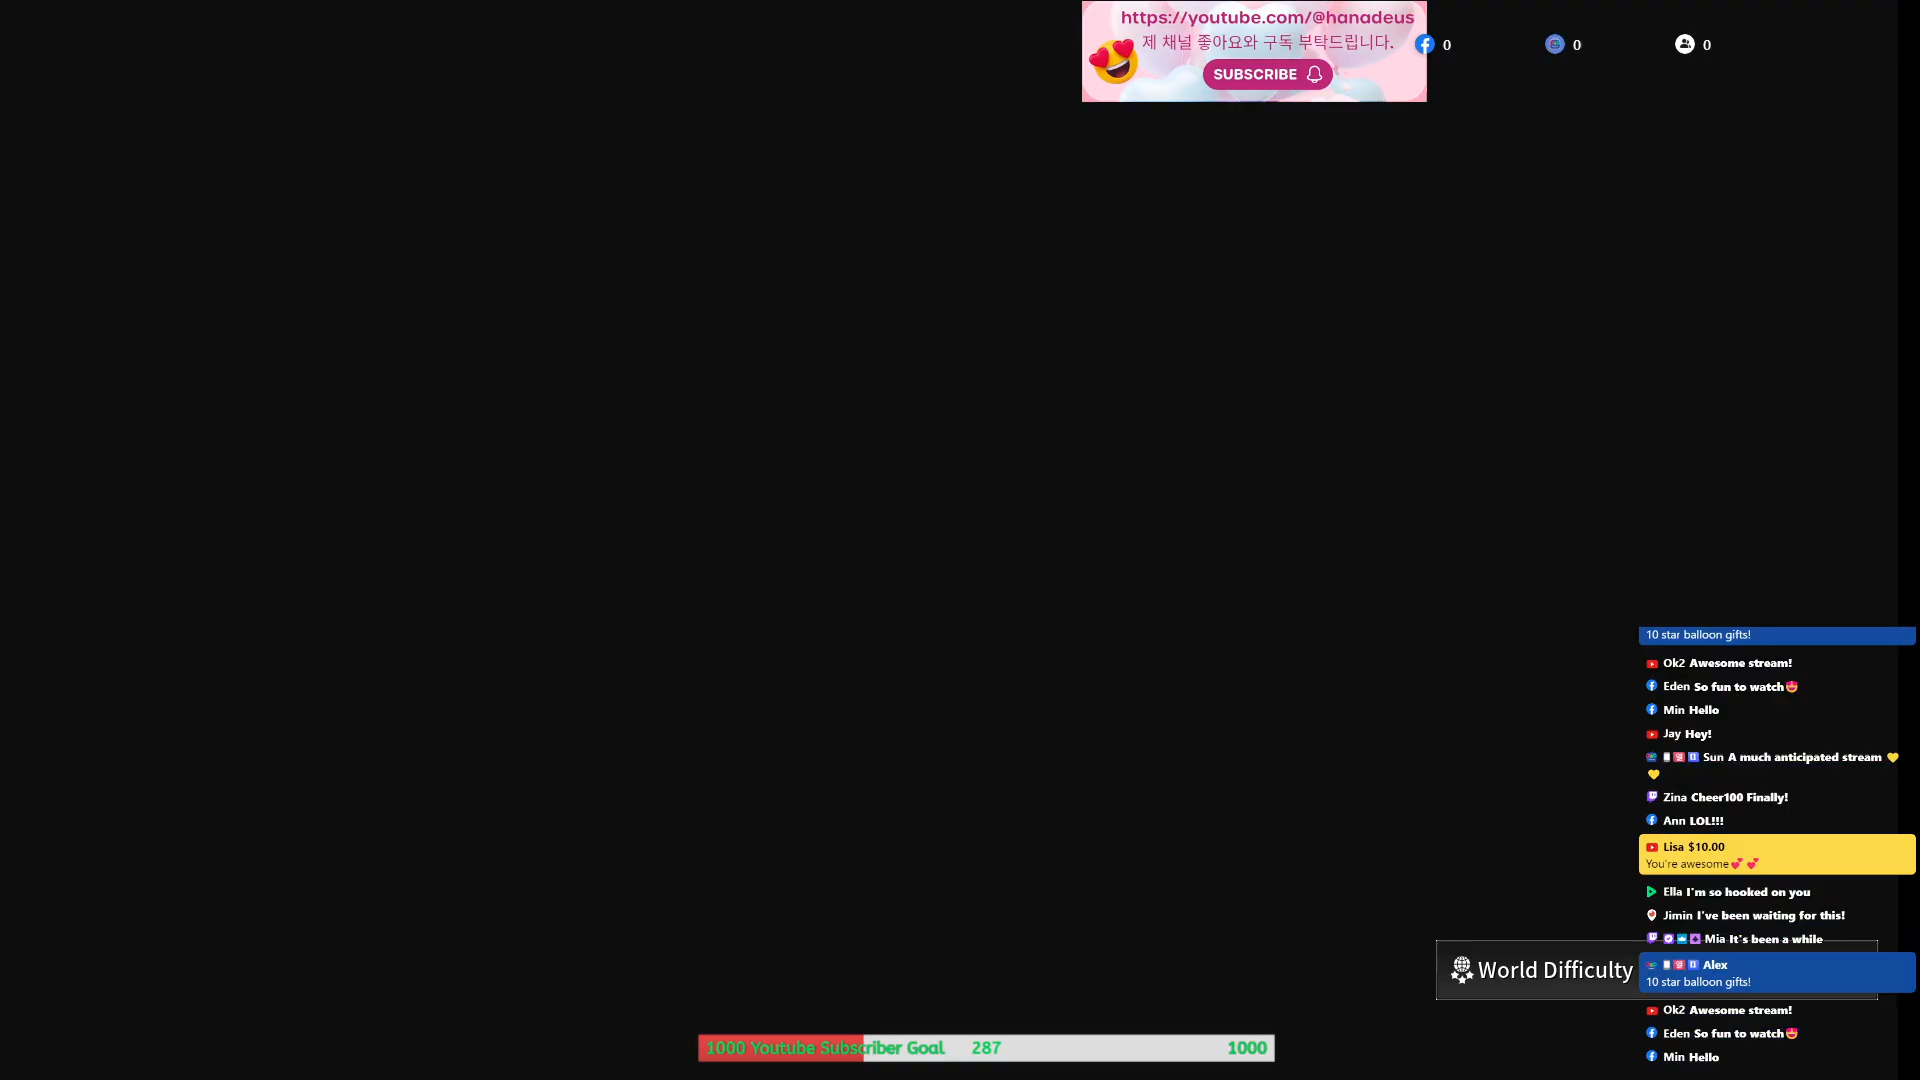 https://youtube.com/@hanadeus
제 채널 좋아요와 구독 부탁드립니다.
SUBSCRIBE
0
0
0
10 star balloon gifts!
Ok2 Awesome stream!
Eden So fun to watch😍
Min Hello
Jay Hey!
Sun A much anticipated stream 💛
💛
Zina Cheer100 Finally!
Ann LOL!!!
Lisa $10.00
You're awesome💕 💕
Ella I'm so hooked on you
Jimin I've been waiting for this!
Mia It's been a while
World Difficulty
Alex
10 star balloon gifts!
Ok2 Awesome stream!
Eden So fun to watch😍
Min Hello
1000 Youtube Subscriber Goal 287 1000